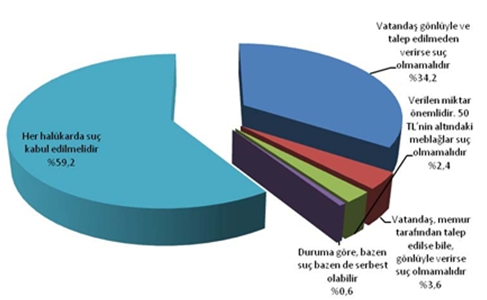 Vatandaş gönlüyle ve
talep edilmeden
verirse suç
olmamalıdır
%34,2
Verilen miktar
önemlidir. 50
TL'nin altındaki
meblağlar suç
olmamalıdır
%2,4
Vatandaş, memur
tarafından talep
edilse bile,
gönlüyle verirse
suç olmamalıdır
%3,6
Duruma göre, bazen
suç bazen de serbest
olabilir
%0,6
Her halükarda suç
kabul edilmelidir
%59,2